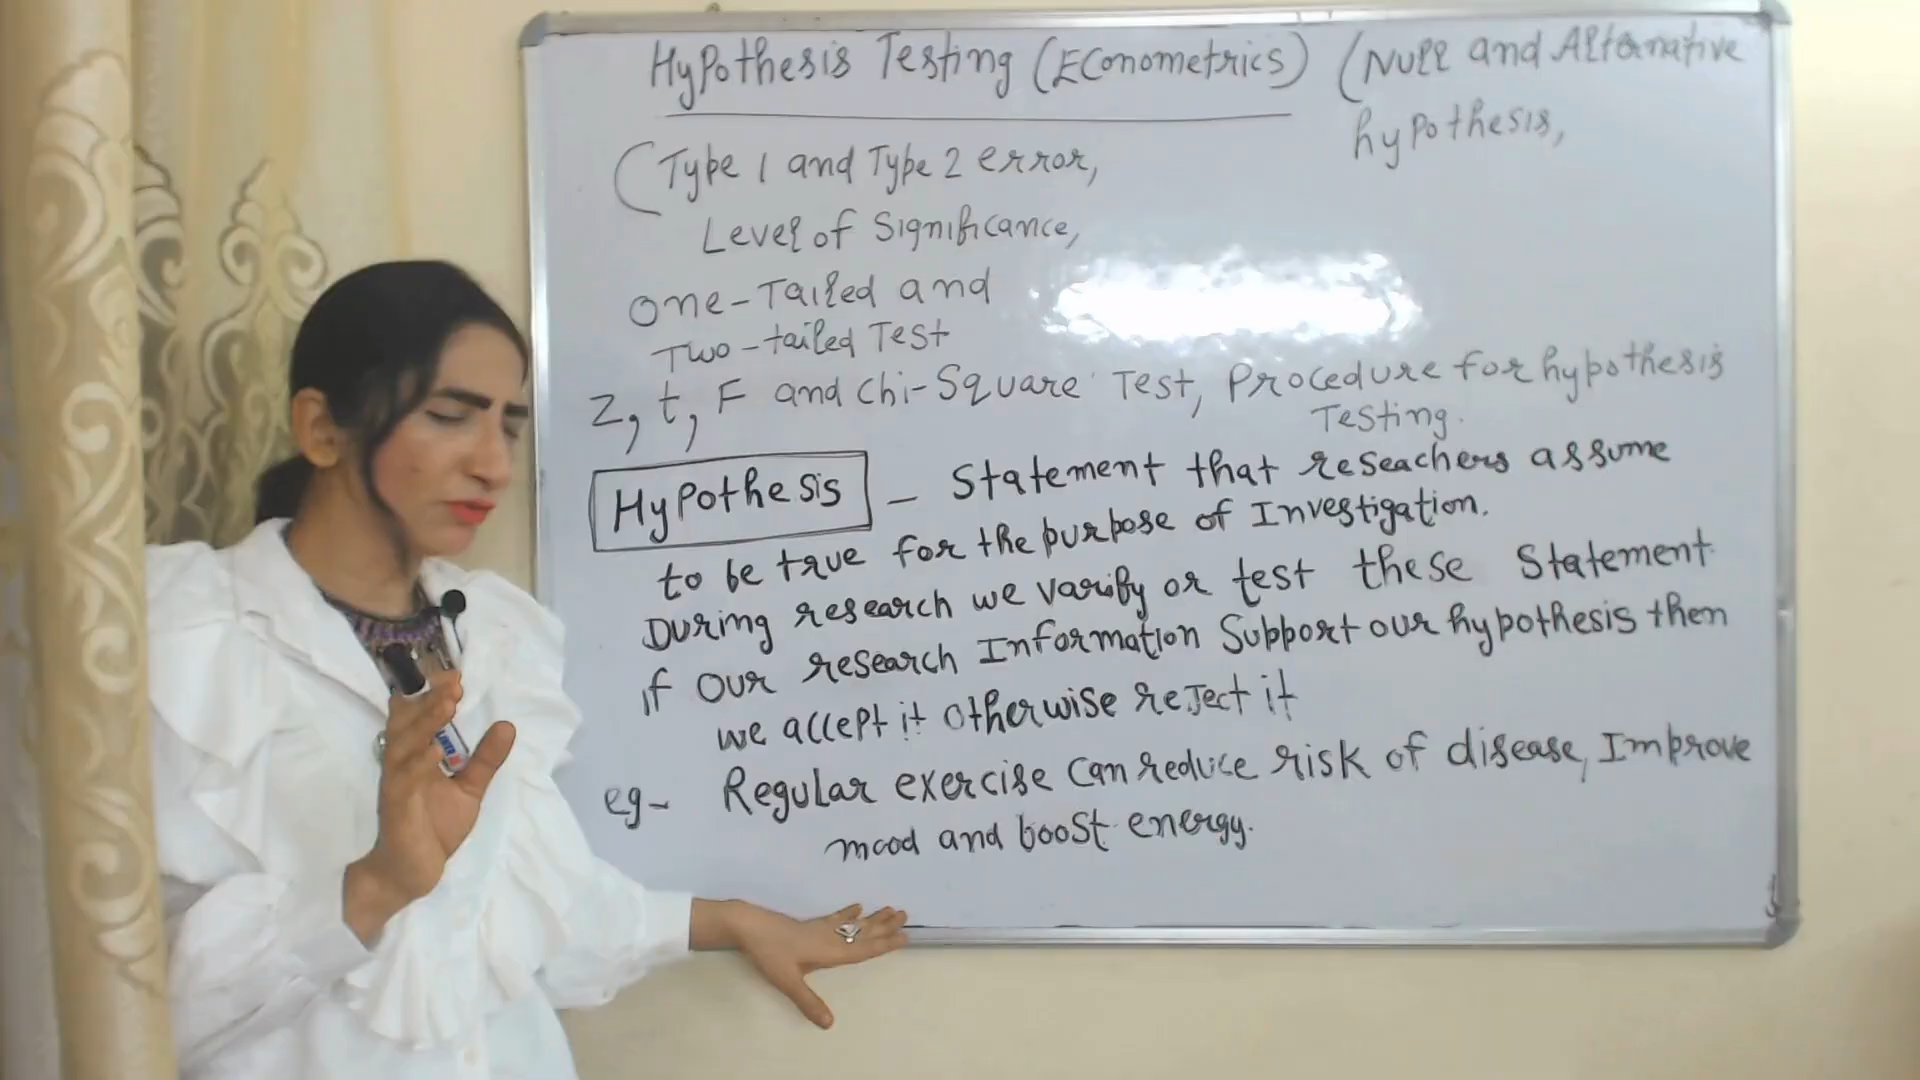 Hypothesis Testing (Econometrics) (Null and Alternative
hypothesis,
(Type 1 and Type 2 error,
Level of Significance,
One-Tailed and
Two-tailed Test
Z, t, F and Chi-Square Test, Procedure for hypothesis
Testing.
Hypothesis - Statement that reseachers assume
to be true for the purpose of Investigation.
During research we varify or test these Statement
if our research Information Support our hypothesis then
we accept it otherwise reject it
eg- Regular exercise can reduce risk of disease, Improve
mood and boost energy.